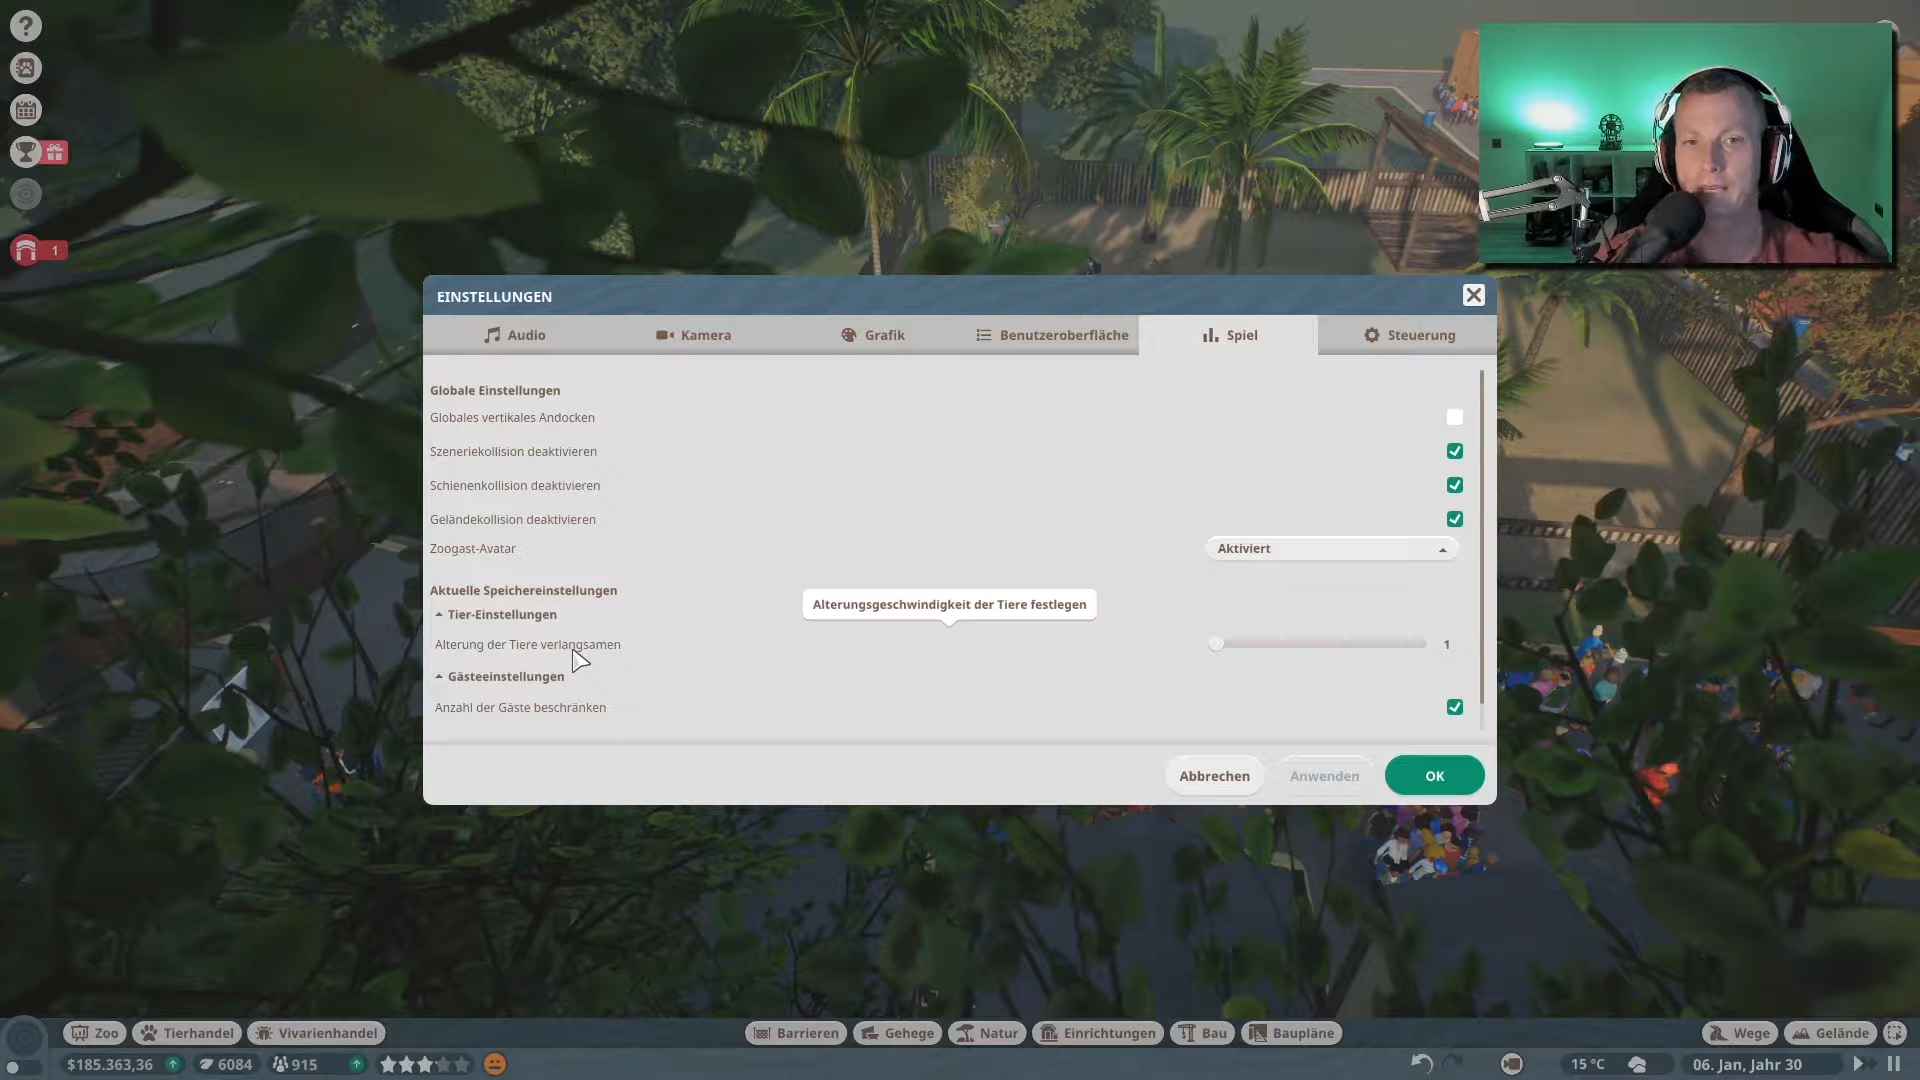 ?
1
EINSTELLUNGEN
Audio
Kamera
Grafik
Benutzeroberfläche
Spiel
Steuerung
Globale Einstellungen
Globales vertikales Andocken
Szeneriekollision deaktivieren
Schienenkollision deaktivieren
Geländekollision deaktivieren
Zoogast-Avatar
Aktiviert
Aktuelle Speichereinstellungen
Alterungsgeschwindigkeit der Tiere festlegen
Tier-Einstellungen
Alterung der Tiere verlangsamen
1
Gästeeinstellungen
Anzahl der Gäste beschränken
Abbrechen
Anwenden
OK
Zoo
Tierhandel
Vivarienhandel
Barrieren
Gehege
Natur
Einrichtungen
Bau
Baupläne
Wege
Gelände
$185.363,36
6084
915
15 °C
06. Jan, Jahr 30